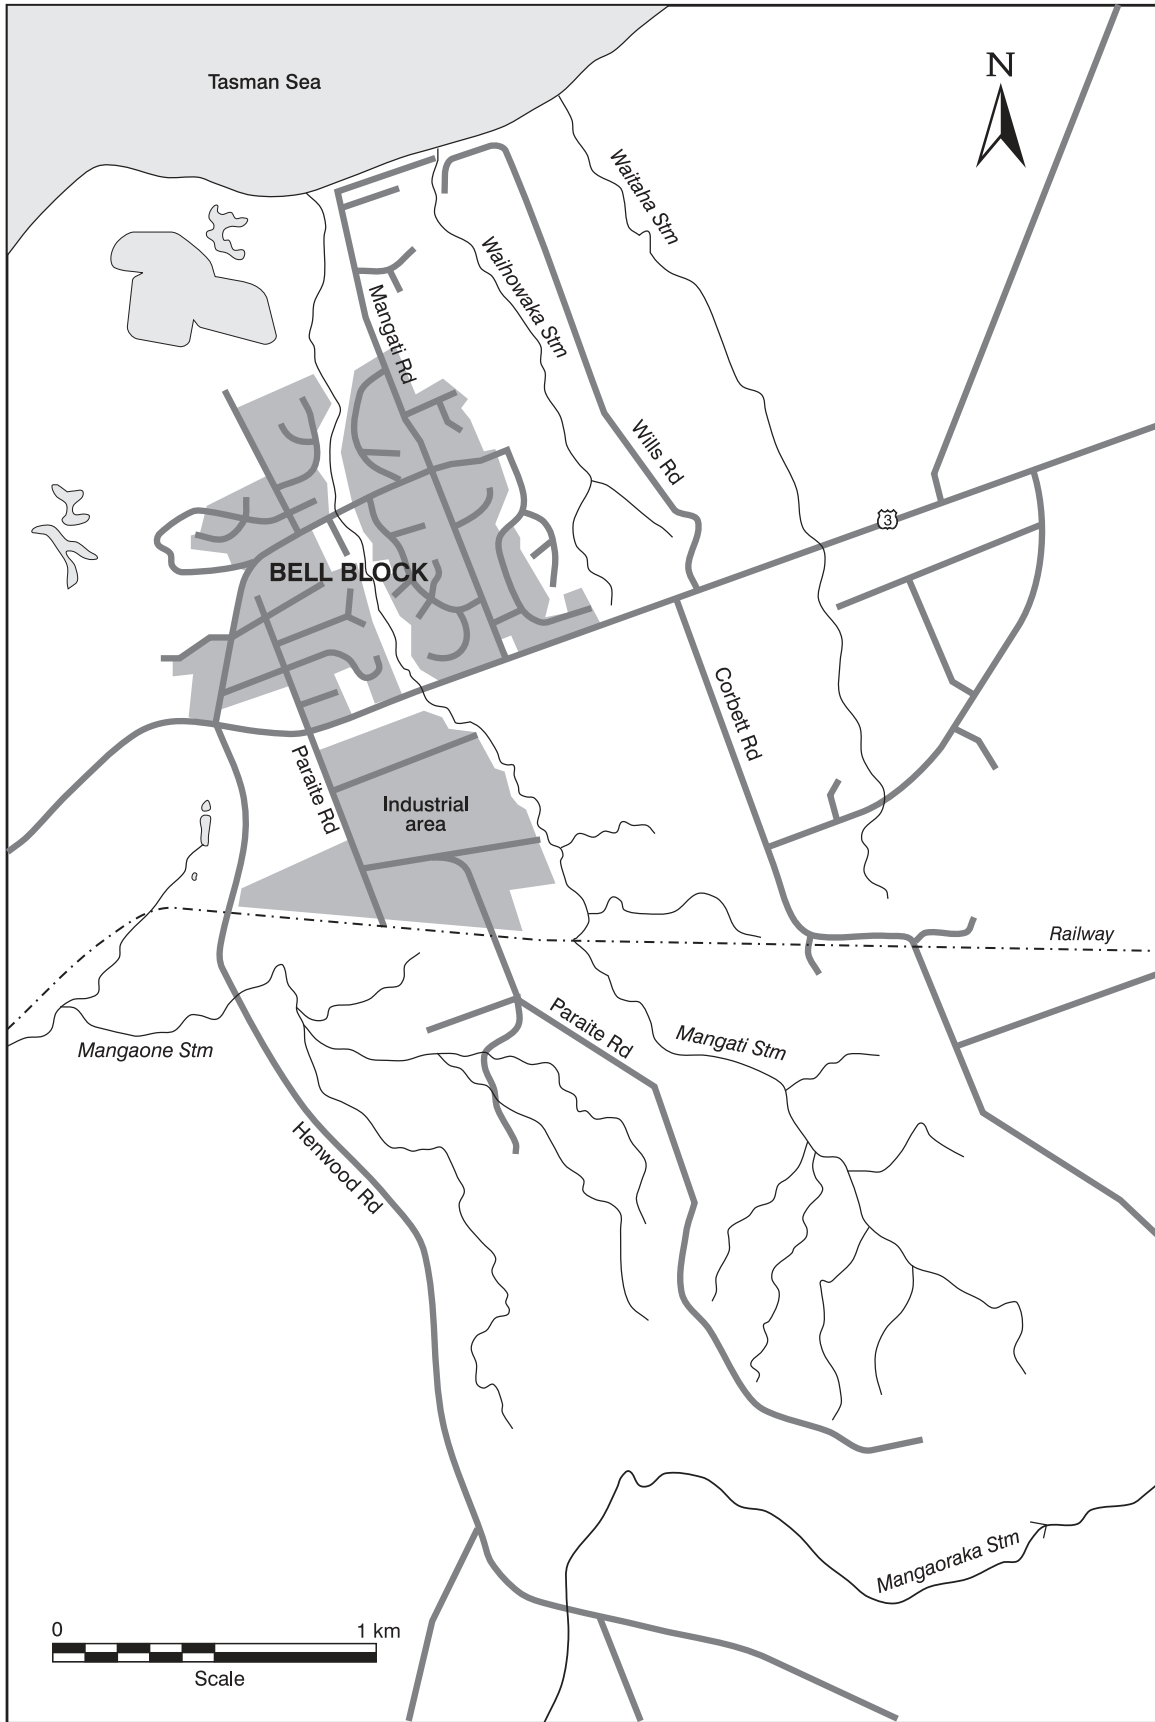 Tasman Sea
N
Waitaha Stm
Waihowaka Stm
Mangati Rd
Wills Rd
3
BELL BLOCK
Corbett Rd
Paraite Rd
Industrial
area
Railway
Mangaone Stm
Paraite Rd
Mangati Stm
Henwood Rd
Mangaoraka Stm
0 1 km
Scale